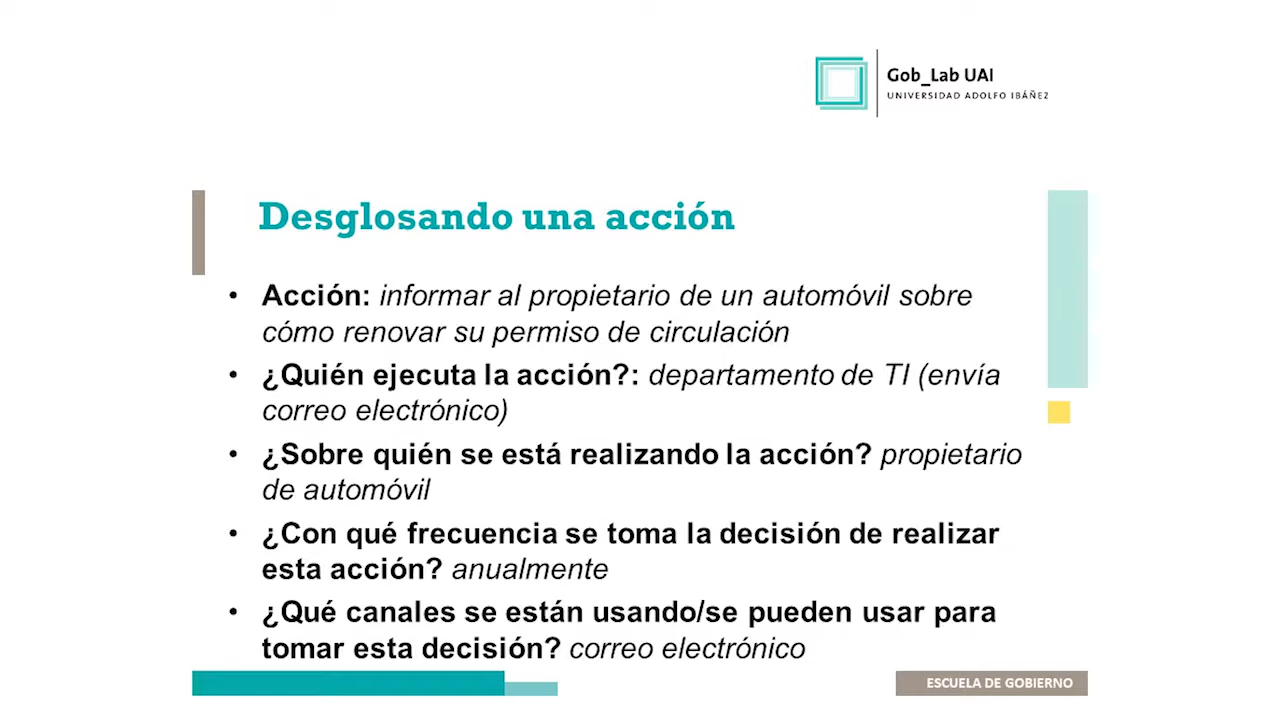 Gob_Lab UAI
UNIVERSIDAD ADOLFO IBÁÑEZ
Desglosando una acción
• Acción: informar al propietario de un automóvil sobre
cómo renovar su permiso de circulación
• ¿Quién ejecuta la acción?: departamento de TI (envía
correo electrónico)
• ¿Sobre quién se está realizando la acción? propietario
de automóvil
• ¿Con qué frecuencia se toma la decisión de realizar
esta acción? anualmente
• ¿Qué canales se están usando/se pueden usar para
tomar esta decisión? correo electrónico
ESCUELA DE GOBIERNO